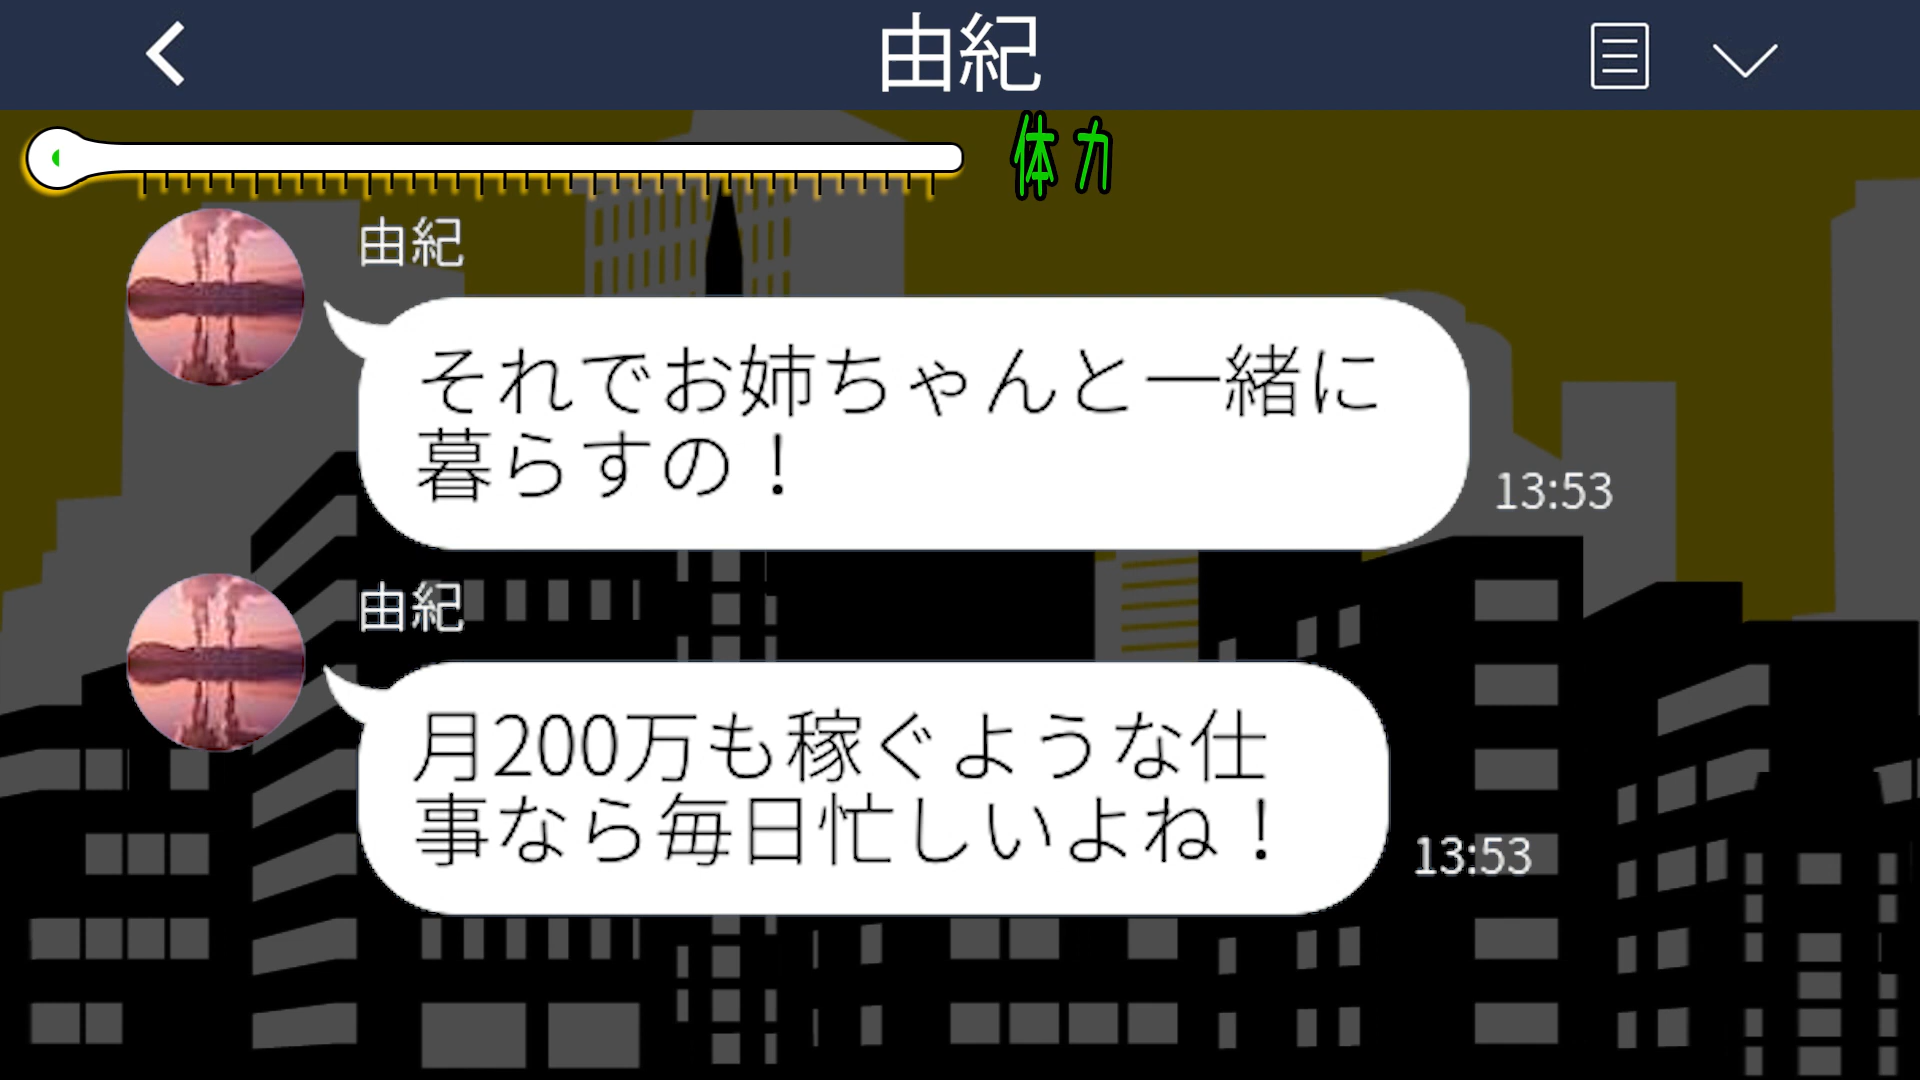 由紀
体力
由紀
それでお姉ちゃんと一緒に
暮らすの！
13:53
由紀
月200万も稼ぐような仕
事なら毎日忙しいよね！
13:53